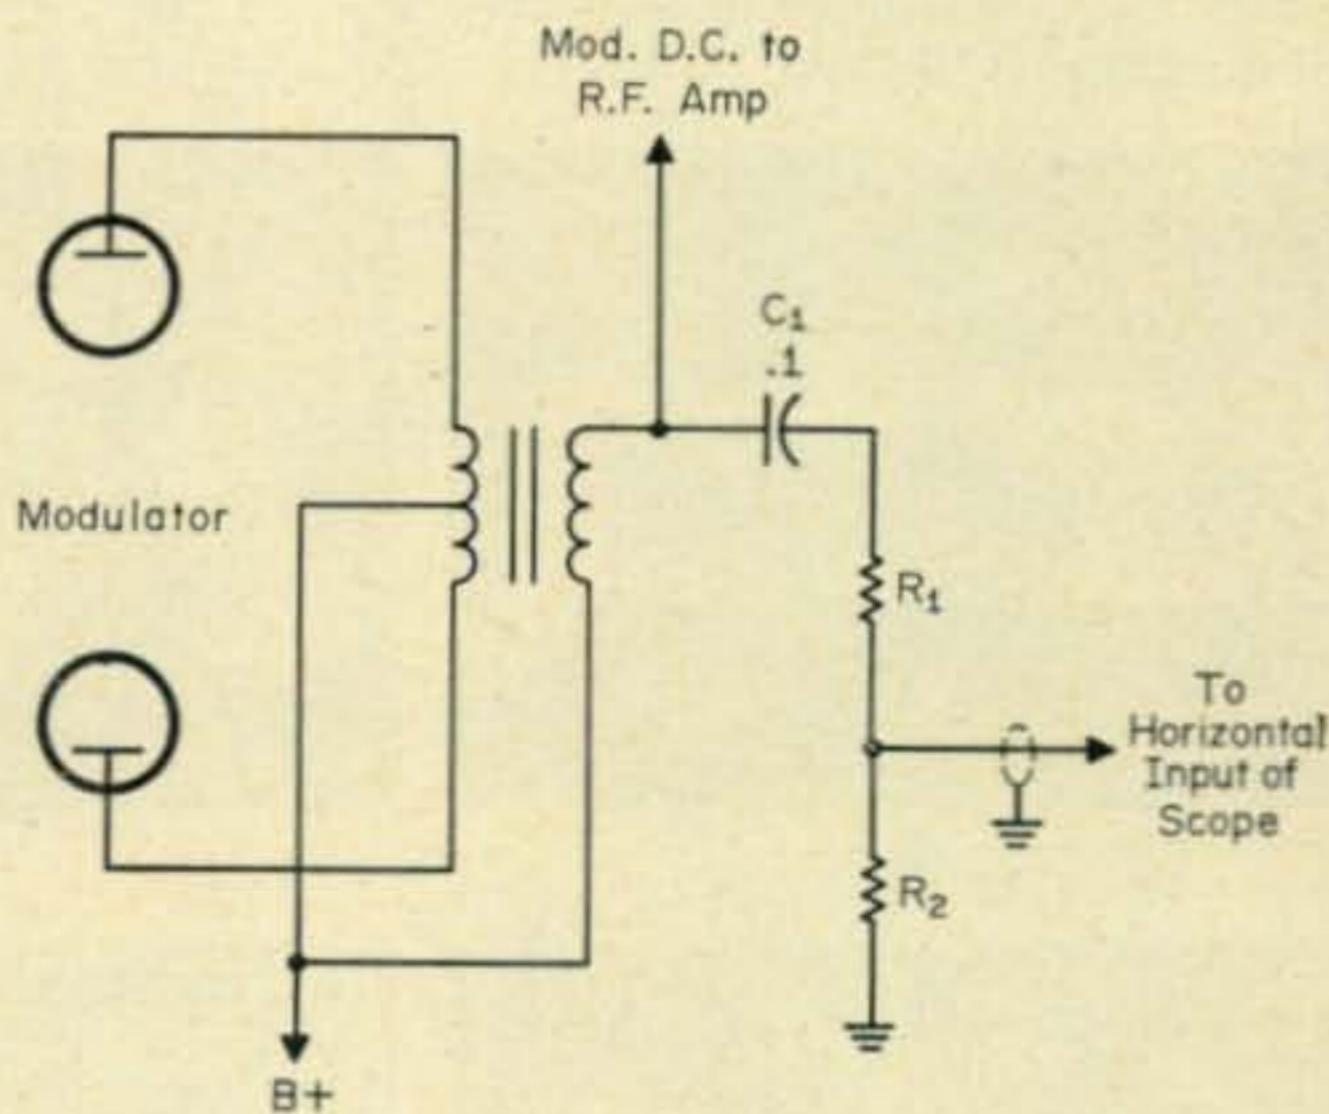 Mod. D.C. to
R.F. Amp
C1
.1
Modulator
R1
To
Horizontal
Input of
Scope
R2
B+